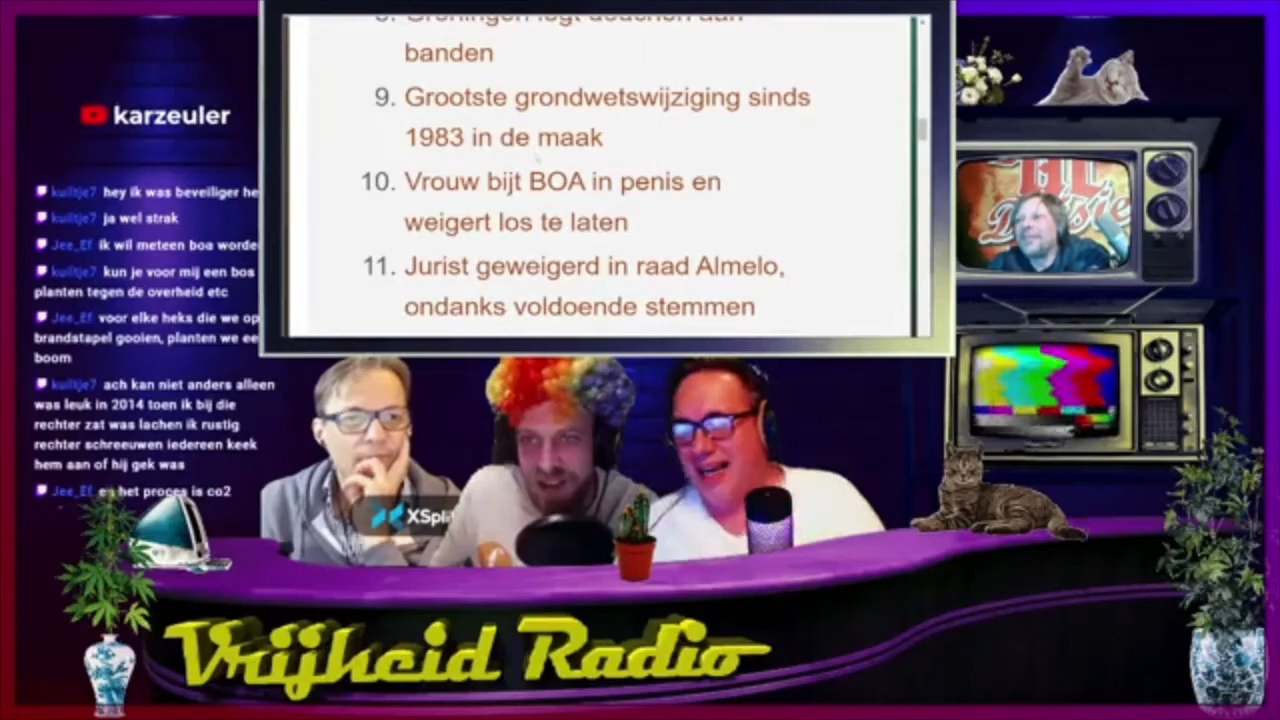 banden
9. Grootste grondwetswijziging sinds
1983 in de maak
10. Vrouw bijt BOA in penis en
weigert los te laten
11. Jurist geweigerd in raad Almelo,
ondanks voldoende stemmen
karzeuler
kuiltje7 hey ik was beveiliger he
kuiltje7 ja wel strak
Jee_Ef ik wil meteen boa worde
kuiltje7 kun je voor mij een bos
planten tegen de overheid etc
Jee_Ef voor elke heks die we op
brandstapel gooien, planten we ee
boom
kuiltje7 ach kan niet anders alleen
was leuk in 2014 toen ik bij die
rechter zat was lachen ik rustig
rechter schreeuwen iedereen keek
hem aan of hij gek was
Jee_Ef en het proces is co2
XSplit
Vrijheid Radio